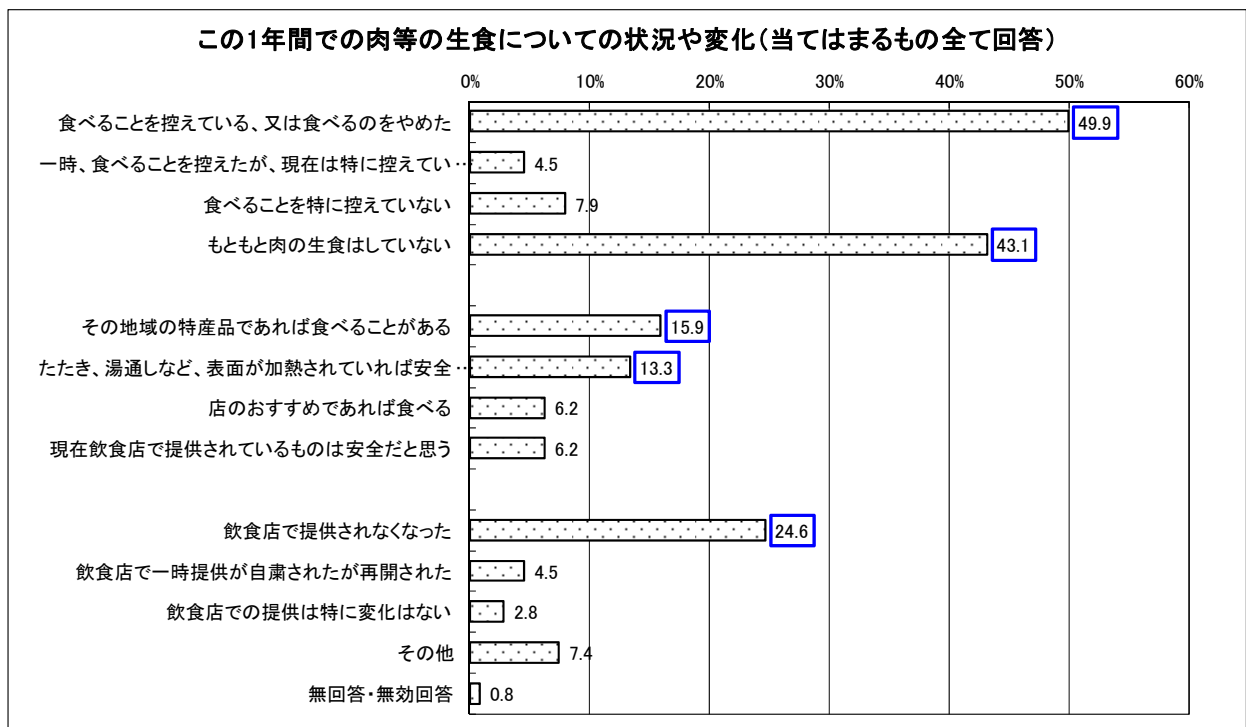 この1年間での肉等の生食についての状況や変化(当てはまるもの全て回答)
0% 10% 20% 30% 40% 50% 60%
食べることを控えている、又は食べるのをやめた 49.9
一時、食べることを控えたが、現在は特に控えてい… 4.5
食べることを特に控えていない 7.9
もともと肉の生食はしていない 43.1
その地域の特産品であれば食べることがある 15.9
たたき、湯通しなど、表面が加熱されていれば安全… 13.3
店のおすすめであれば食べる 6.2
現在飲食店で提供されているものは安全だと思う 6.2
飲食店で提供されなくなった 24.6
飲食店で一時提供が自粛されたが再開された 4.5
飲食店での提供は特に変化はない 2.8
その他 7.4
無回答・無効回答 0.8